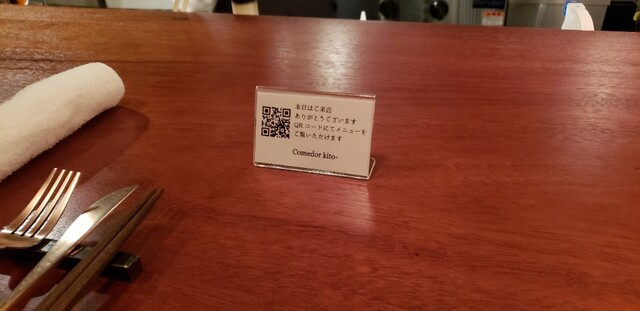 本日はご来店
ありがとうございます
QRコードにてメニューを
ご覧いただけます
Comedor kito-